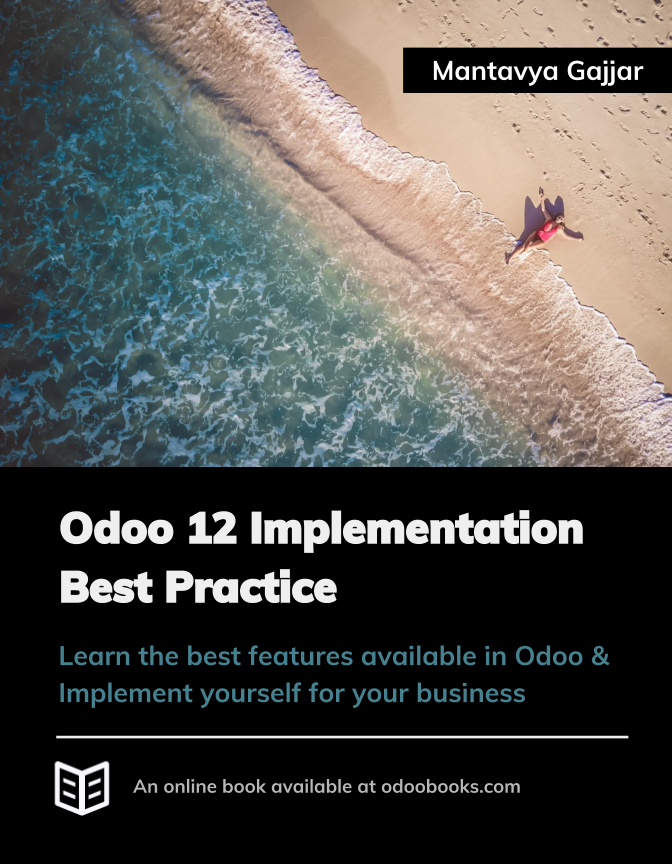 Mantavya Gajjar
Odoo 12 Implementation
Best Practice
Learn the best features available in Odoo &
Implement yourself for your business
An online book available at odoobooks.com